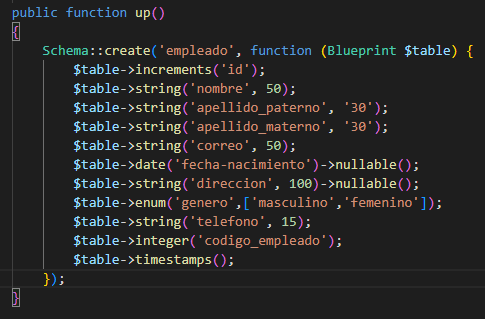 public function up()
{
    Schema::create('empleado', function (Blueprint $table) {
        $table->increments('id');
        $table->string('nombre', 50);
        $table->string('apellido_paterno', '30');
        $table->string('apellido_materno', '30');
        $table->string('correo', 50);
        $table->date('fecha-nacimiento')->nullable();
        $table->string('direccion', 100)->nullable();
        $table->enum('genero',['masculino','femenino']);
        $table->string('telefono', 15);
        $table->integer('codigo_empleado');
        $table->timestamps();
    });
}